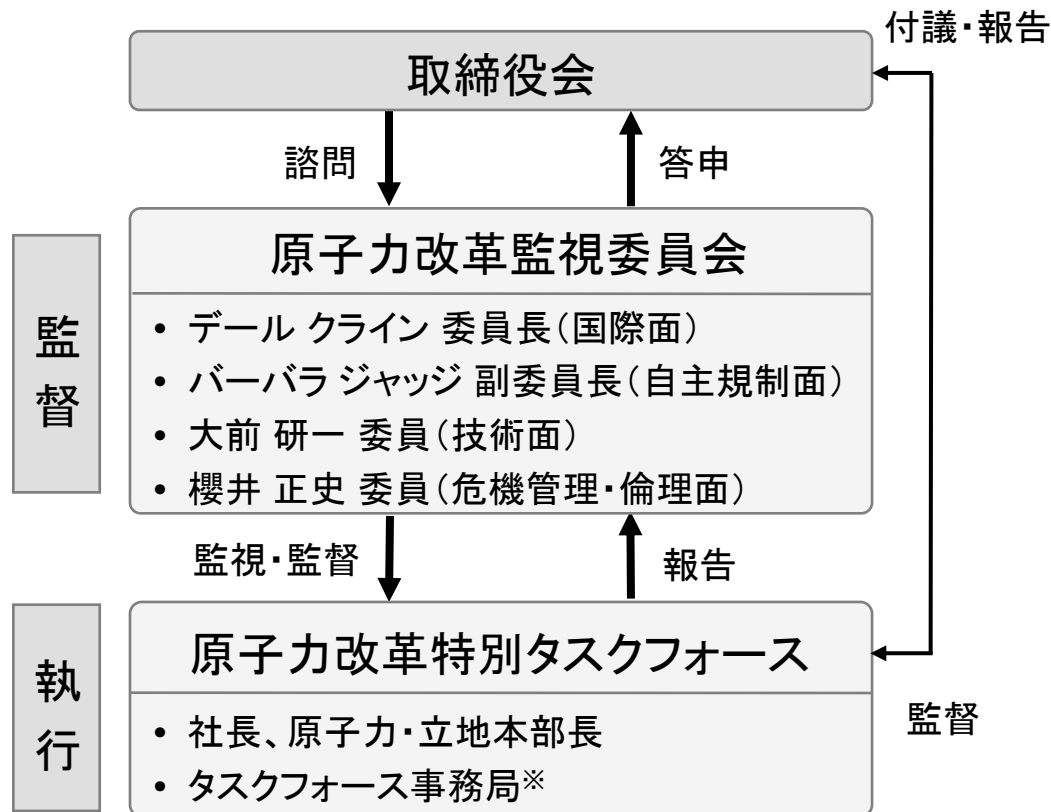 付議・報告
取締役会
諮問
答申
監督
原子力改革監視委員会
• デール クライン 委員長（国際面）
• バーバラ ジャッジ 副委員長（自主規制面）
• 大前 研一 委員（技術面）
• 櫻井 正史 委員（危機管理・倫理面）
監視・監督
報告
執行
原子力改革特別タスクフォース
• 社長、原子力・立地本部長
• タスクフォース事務局※
監督